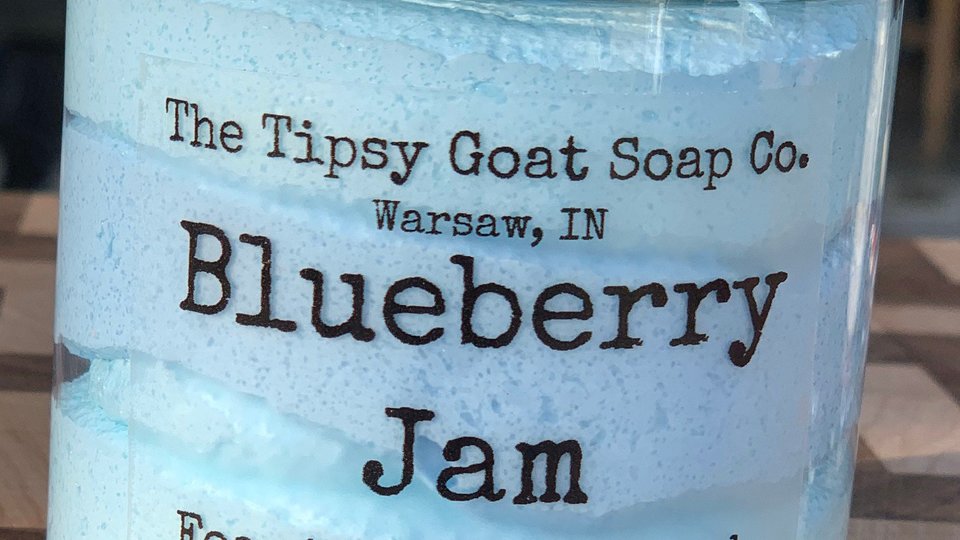 The Tipsy Goat Soap Co.
Warsaw, IN
Blueberry
Jam